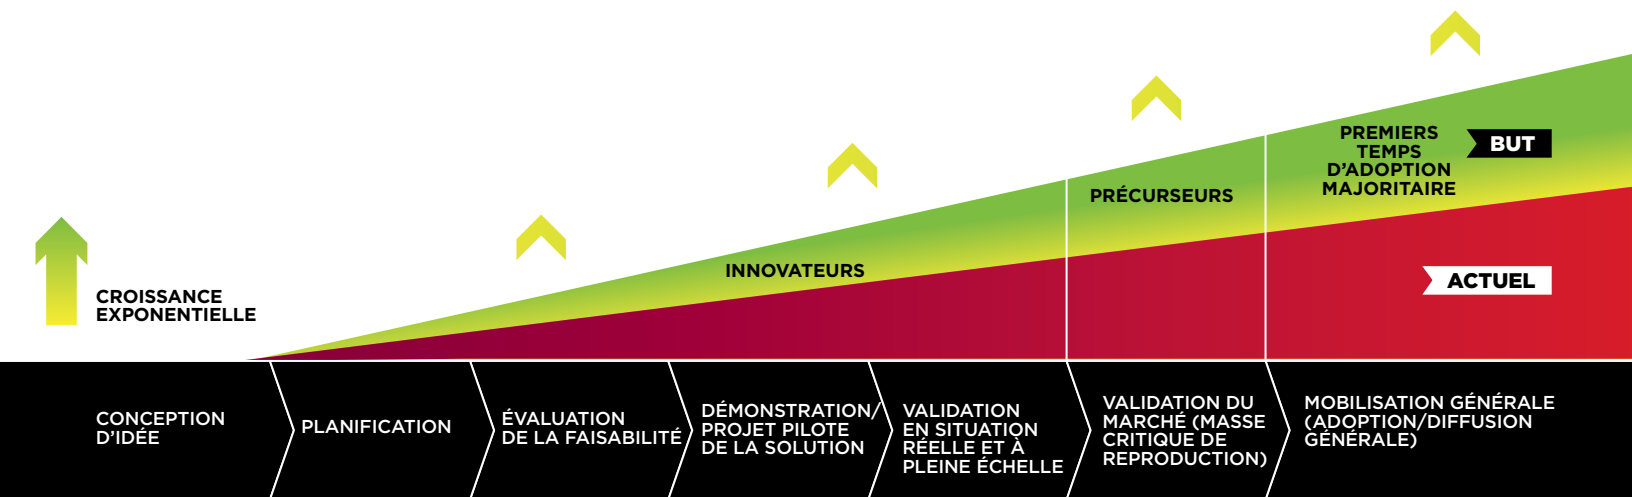 PREMIERS
TEMPS
D'ADOPTION
MAJORITAIRE
BUT
PRÉCURSEURS
INNOVATEURS
ACTUEL
CROISSANCE
EXPONENTIELLE
CONCEPTION
D'IDÉE
PLANIFICATION
ÉVALUATION
DE LA FAISABILITÉ
DÉMONSTRATION/
PROJET PILOTE
DE LA SOLUTION
VALIDATION
EN SITUATION
RÉELLE ET À
PLEINE ÉCHELLE
VALIDATION DU
MARCHÉ (MASSE
CRITIQUE DE
REPRODUCTION)
MOBILISATION GÉNÉRALE
(ADOPTION/DIFFUSION
GÉNÉRALE)